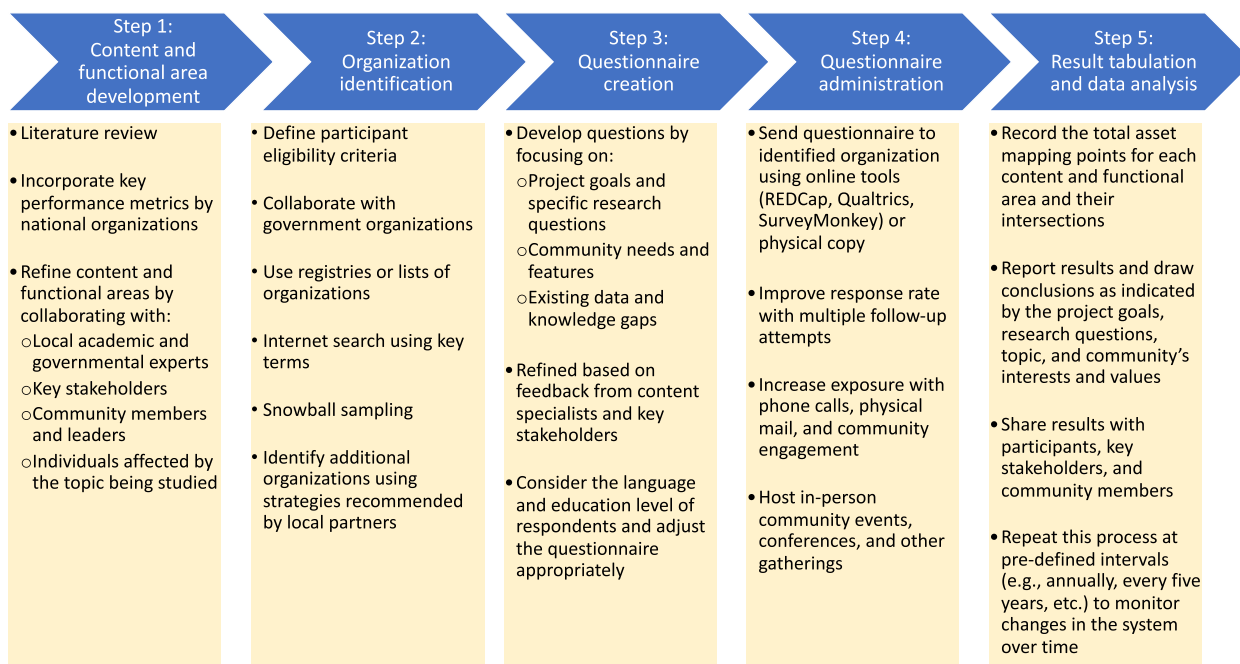 Step 1:
Content and
functional area
development
• Literature review
• Incorporate key
performance metrics by
national organizations
• Refine content and
functional areas by
collaborating with:
○Local academic and
governmental experts
○Key stakeholders
○Community members
and leaders
○Individuals affected by
the topic being studied
Step 2:
Organization
identification
• Define participant
eligibility criteria
• Collaborate with
government organizations
• Use registries or lists of
organizations
• Internet search using key
terms
• Snowball sampling
• Identify additional
organizations using
strategies recommended
by local partners
Step 3:
Questionnaire
creation
• Develop questions by
focusing on:
○Project goals and
specific research
questions
○Community needs and
features
○Existing data and
knowledge gaps
• Refined based on
feedback from content
specialists and key
stakeholders
• Consider the language
and education level of
respondents and adjust
the questionnaire
appropriately
Step 4:
Questionnaire
administration
• Send questionnaire to
identified organization
using online tools
(REDCap, Qualtrics,
SurveyMonkey) or
physical copy
• Improve response rate
with multiple follow-up
attempts
• Increase exposure with
phone calls, physical
mail, and community
engagement
• Host in-person
community events,
conferences, and other
gatherings
Step 5:
Result tabulation
and data analysis
• Record the total asset
mapping points for each
content and functional
area and their
intersections
• Report results and draw
conclusions as indicated
by the project goals,
research questions,
topic, and community’s
interests and values
• Share results with
participants, key
stakeholders, and
community members
• Repeat this process at
pre-defined intervals
(e.g., annually, every five
years, etc.) to monitor
changes in the system
over time